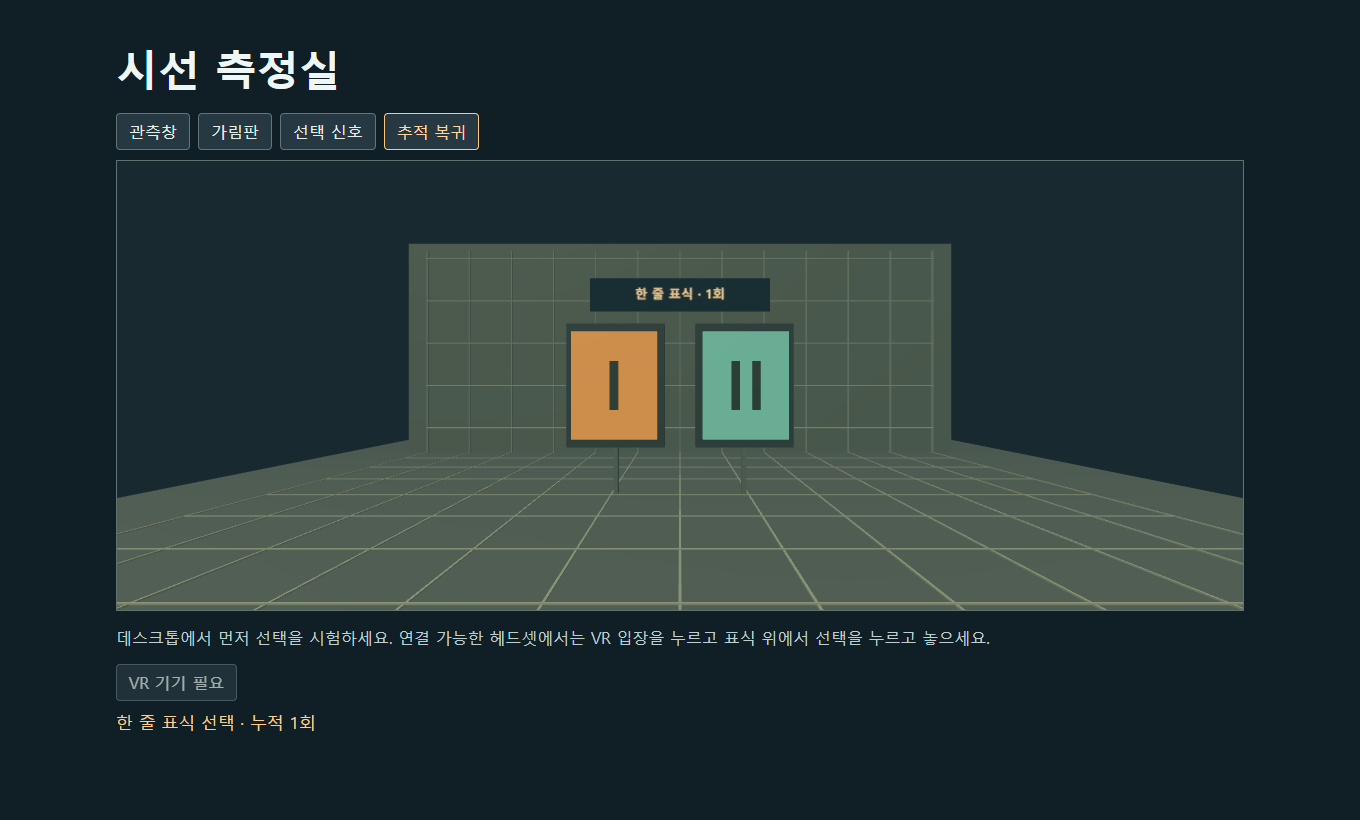 시선 측정실
관측창 가림판 선택 신호 추적 복귀
한 줄 표식 · 1회
I II
데스크톱에서 먼저 선택을 시험하세요. 연결 가능한 헤드셋에서는 VR 입장을 누르고 표식 위에서 선택을 누르고 놓으세요.
VR 기기 필요
한 줄 표식 선택 · 누적 1회